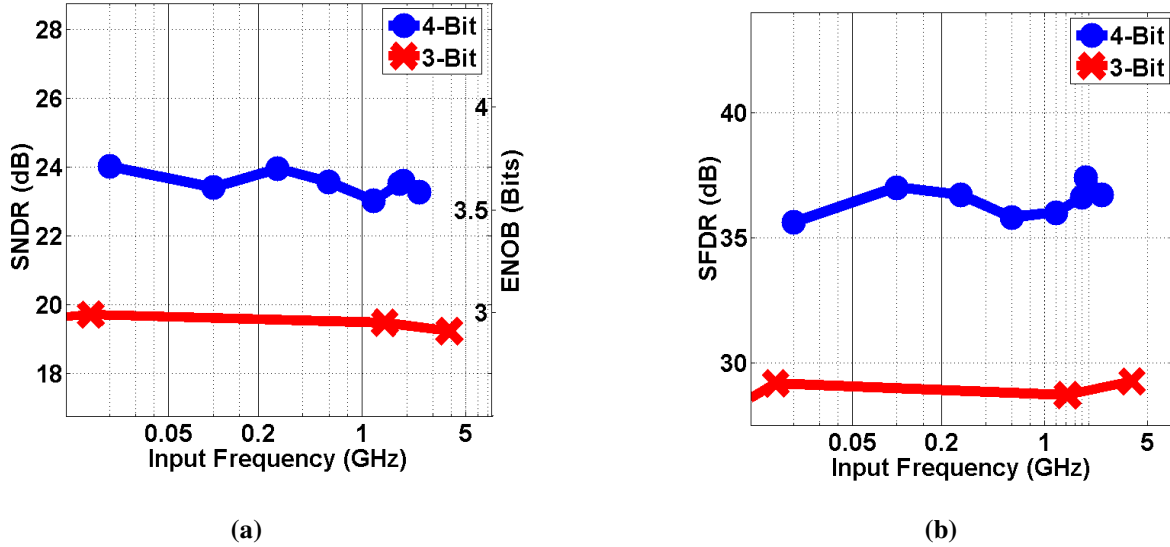 28
26
24
22
20
18
SNDR (dB)
4-Bit
3-Bit
4
3.5
3
ENOB (Bits)
0.05 0.2 1 5
Input Frequency (GHz)
(a)
40
35
30
SFDR (dB)
4-Bit
3-Bit
0.05 0.2 1 5
Input Frequency (GHz)
(b)